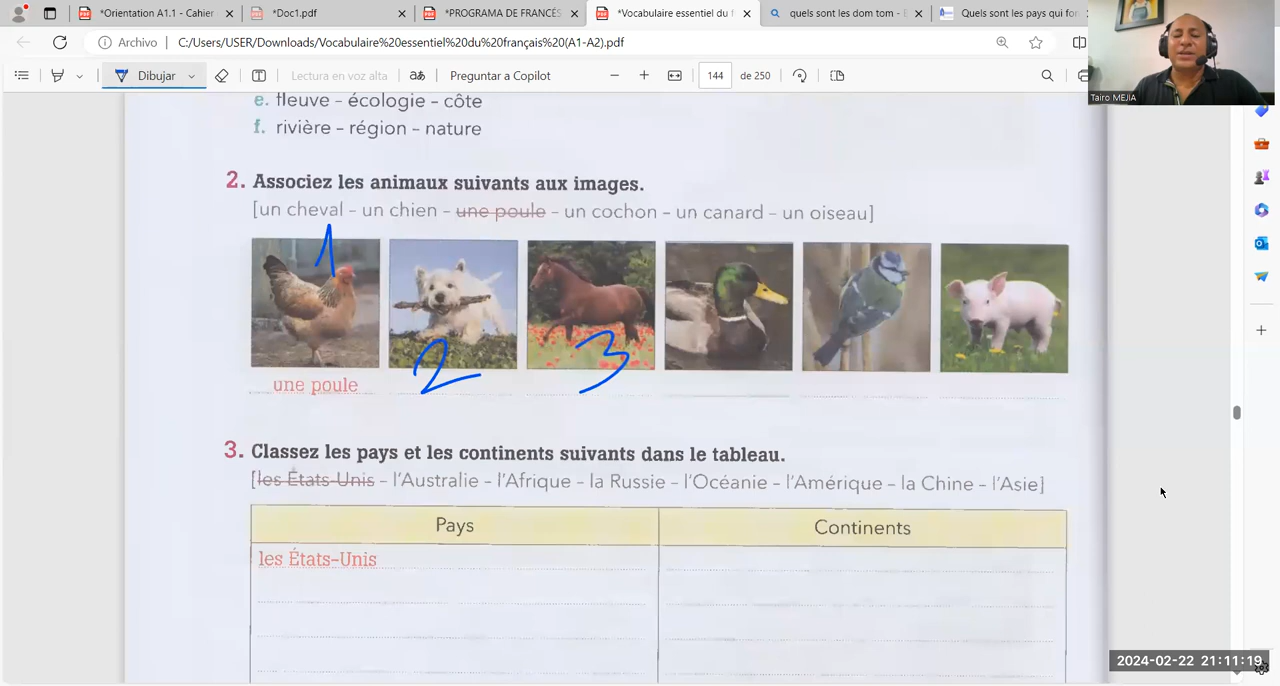 *Orientation A1.1 - Cahier
*Doc1.pdf
*PROGRAMA DE FRANCÉS
*Vocabulaire essentiel du f
quels sont les dom tom -
Quels sont les pays qui fon
Archivo
C:/Users/USER/Downloads/Vocabulaire%20essentiel%20du%20français%20(A1-A2).pdf
Dibujar
Lectura en voz alta
aあ
Preguntar a Copilot
144
de 250
Tairo MEJIA
e. fleuve – écologie – côte
f. rivière – région – nature
2. Associez les animaux suivants aux images.
[un cheval – un chien – une poule – un cochon – un canard – un oiseau]
1
2
3
une poule
3. Classez les pays et les continents suivants dans le tableau.
[les États-Unis – l'Australie – l'Afrique – la Russie – l'Océanie – l'Amérique – la Chine – l'Asie]
Pays
Continents
les États-Unis
2024-02-22 21:11:19